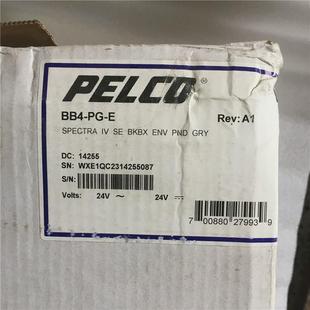 PELCO
BB4-PG-E
Rev: A1
SPECTRA IV SE BKBX ENV PND GRY
DC: 14255
SN: WXE1QC2314255087
S/N:
Volts: 24V ~ 24V ⎓
7 00880 27993 9